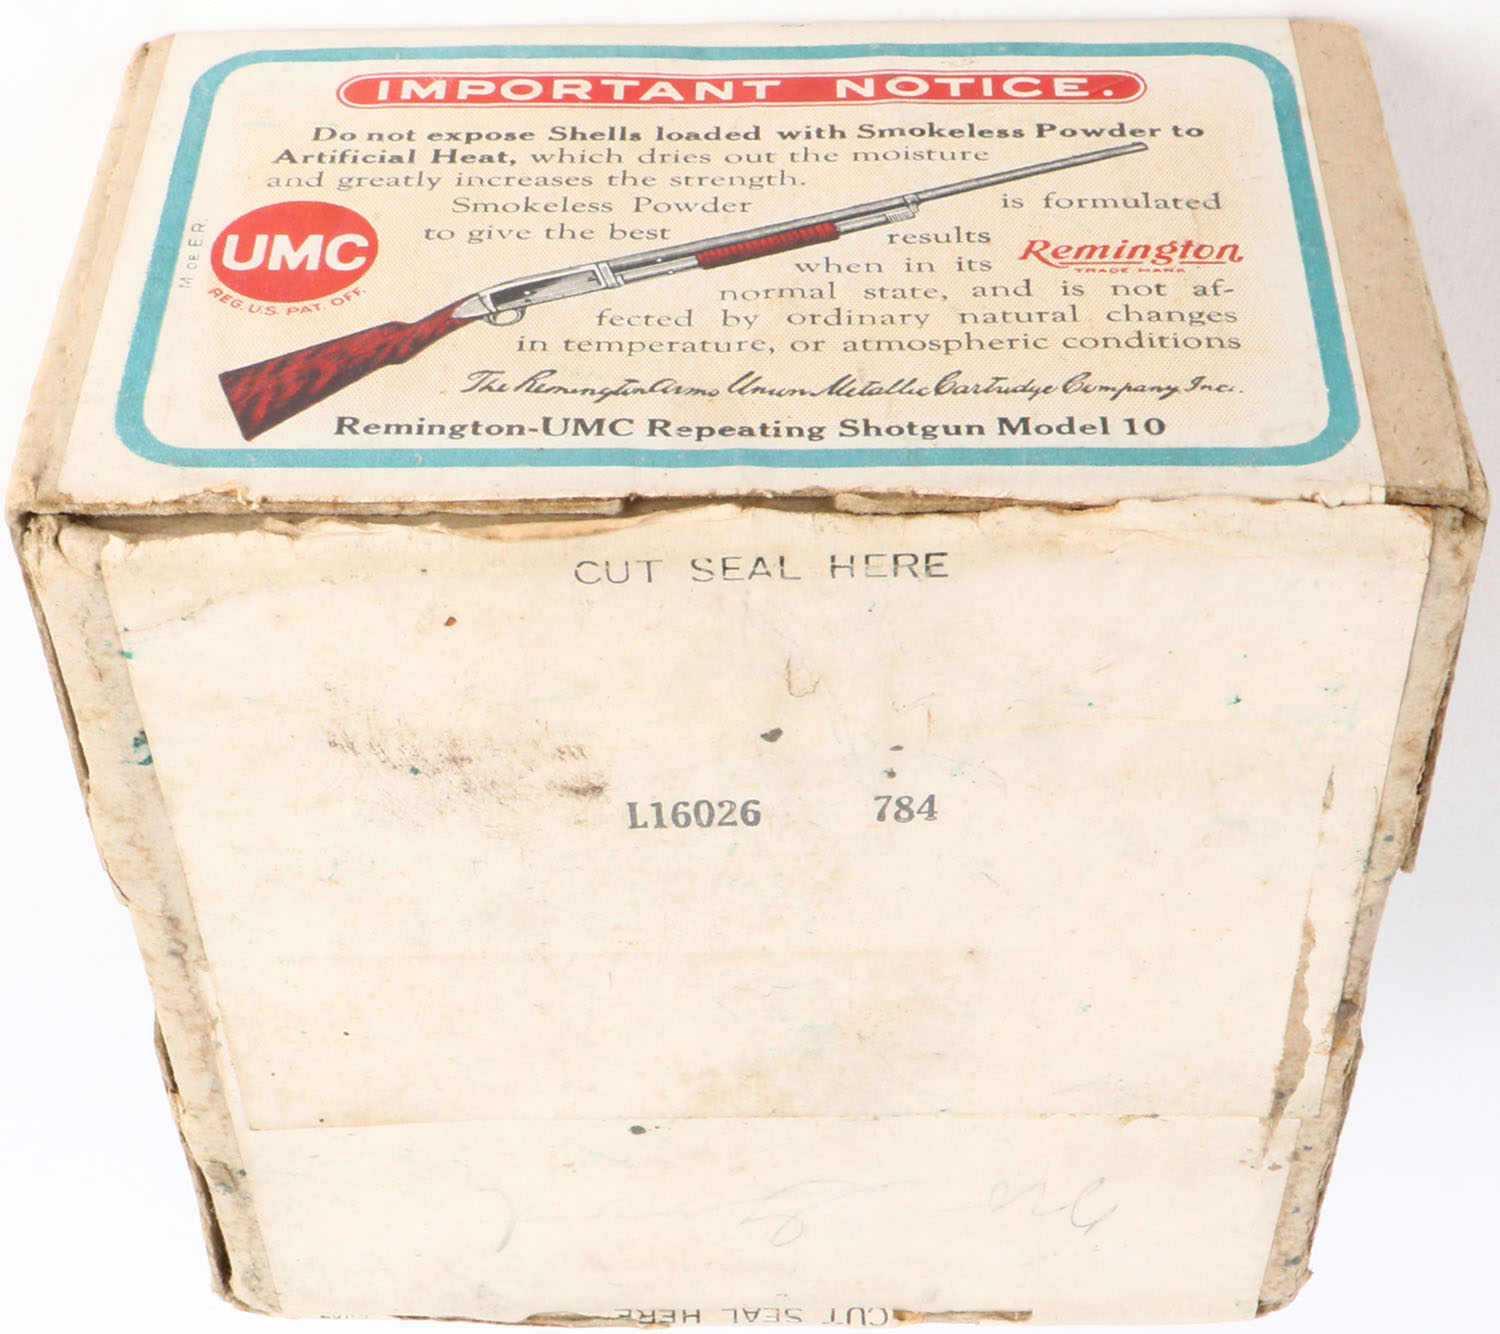 IMPORTANT NOTICE.
Do not expose Shells loaded with Smokeless Powder to
Artificial Heat, which dries out the moisture
and greatly increases the strength.
Smokeless Powder is formulated
to give the best results
when in its
normal state, and is not af-
fected by ordinary natural changes
in temperature, or atmospheric conditions
M DE E.R.
UMC
REG. U.S. PAT. OFF.
Remington
TRADE MARK
The Remington Arms Union Metallic Cartridge Company, Inc.
Remington-UMC Repeating Shotgun Model 10
CUT SEAL HERE
L16026 784
CUT SEAL HERE